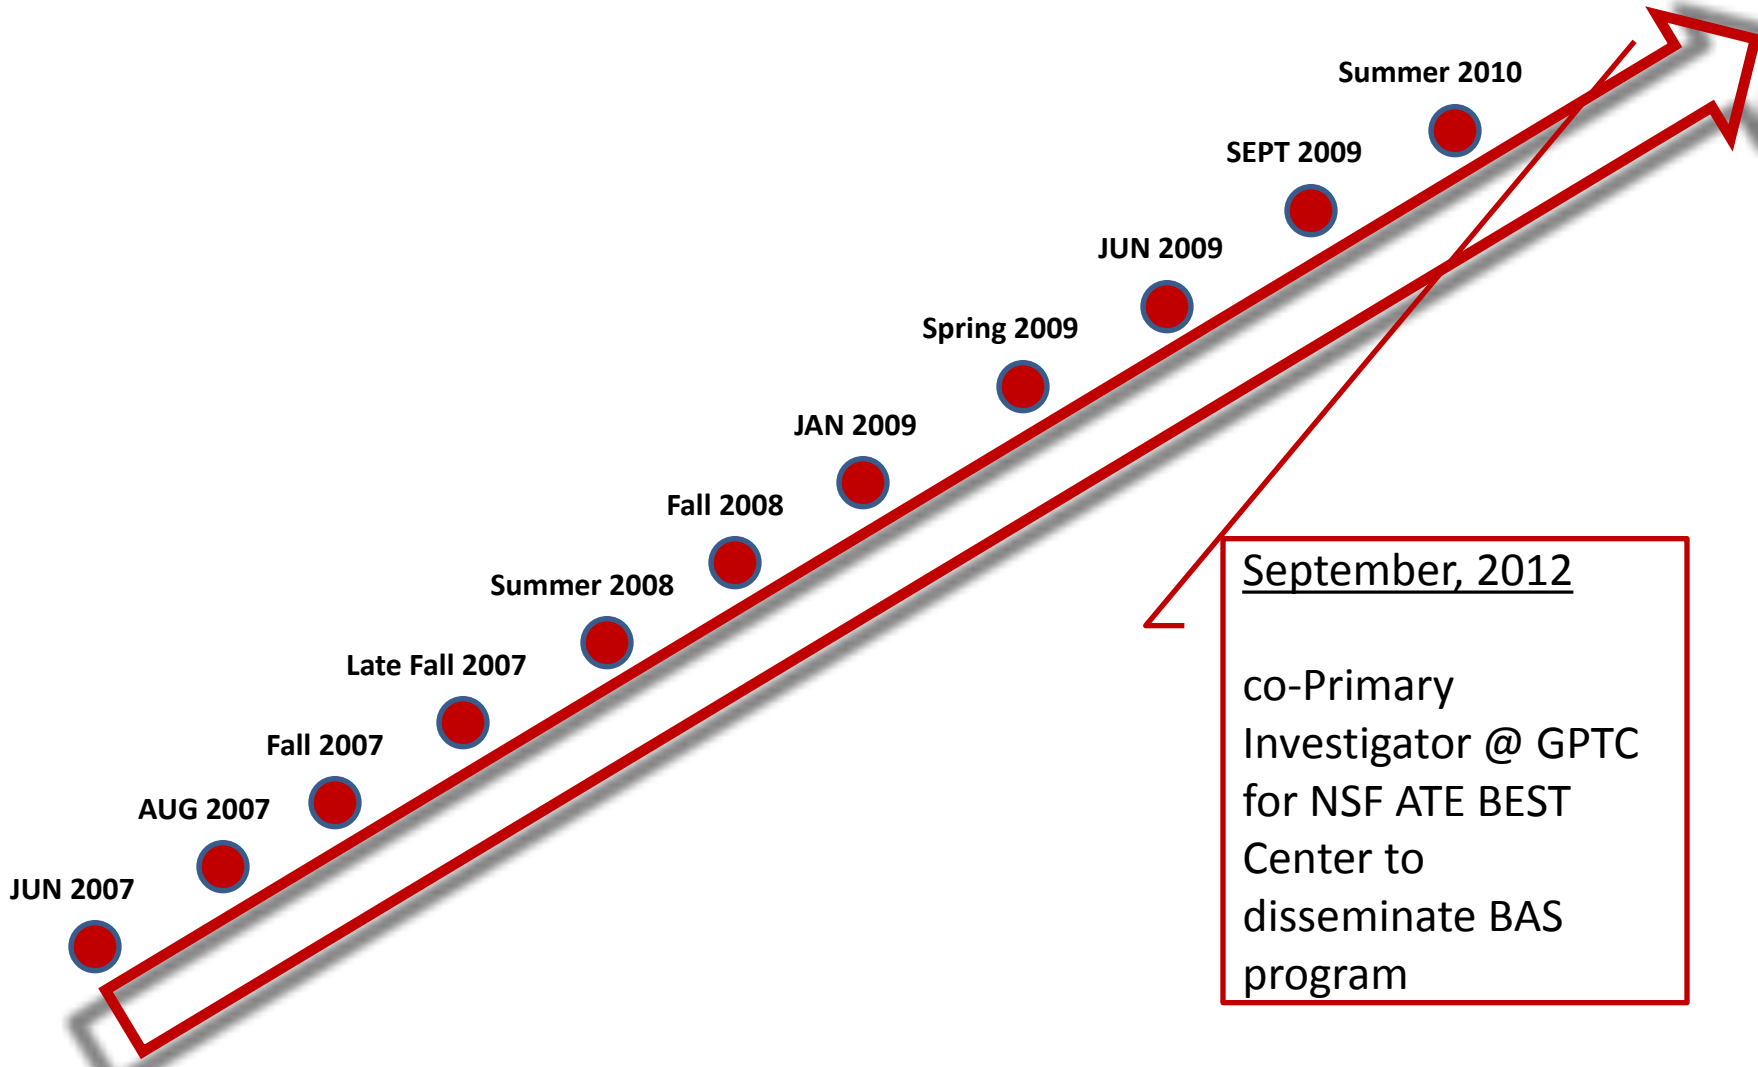 Summer 2010
SEPT 2009
JUN 2009
Spring 2009
JAN 2009
Fall 2008
Summer 2008
Late Fall 2007
Fall 2007
AUG 2007
JUN 2007
September, 2012
co-Primary
Investigator @ GPTC
for NSF ATE BEST
Center to
disseminate BAS
program